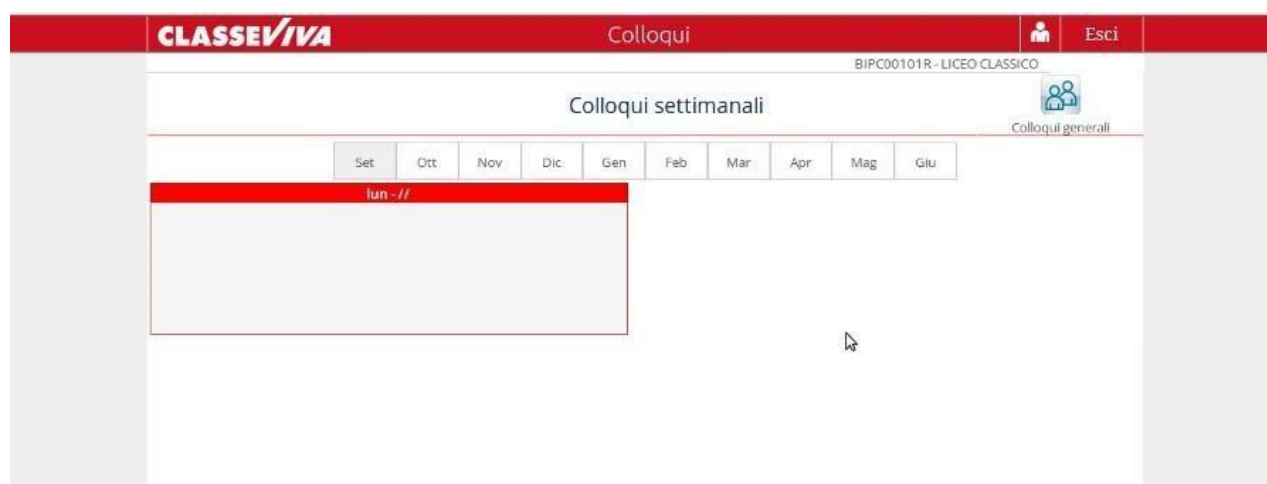 CLASSEVIVA Colloqui Esci
BIPC00101R - LICEO CLASSICO
Colloqui settimanali
Colloqui generali
Set Ott Nov Dic Gen Feb Mar Apr Mag Giu
lun - //